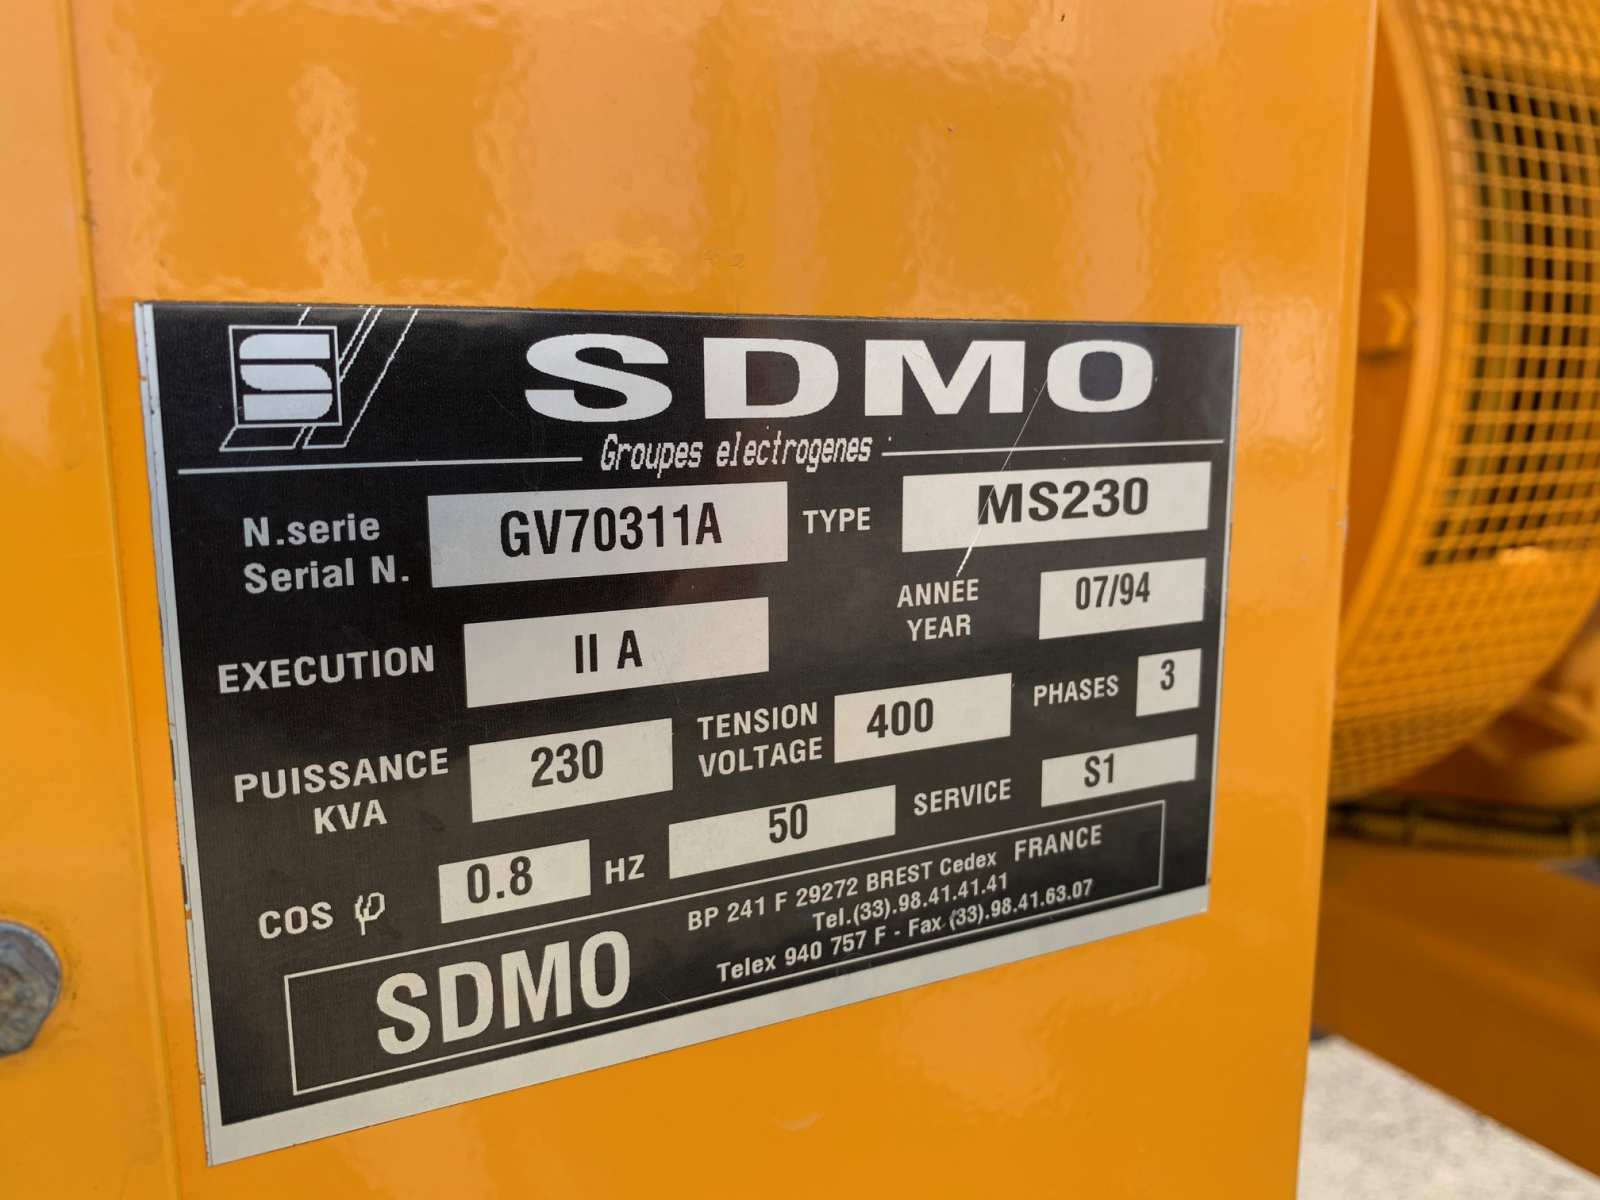 S SDMO
Groupes electrogenes
N.serie
Serial N.
GV70311A
TYPE
MS230
EXECUTION
II A
ANNEE
YEAR
07/94
PUISSANCE
KVA
230
TENSION
VOLTAGE
400
PHASES
3
COS φ
0.8
HZ
50
SERVICE
S1
SDMO
BP 241 F 29272 BREST Cedex FRANCE
Tel.(33).98.41.41.41
Telex 940 757 F - Fax (33).98.41.63.07